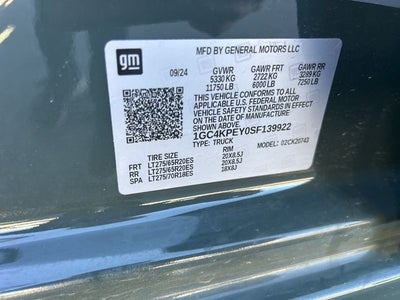 gm
MFD BY GENERAL MOTORS LLC
09/24
GVWR GAWR FRT GAWR RR
5330 KG 2722 KG 3289 KG
11750 LB 6000 LB 7250 LB
THIS VEHICLE CONFORMS TO ALL APPLICABLE
U.S. FEDERAL MOTOR VEHICLE SAFETY STANDARDS
IN EFFECT ON THE DATE OF
MANUFACTURE SHOWN ABOVE.
1GC4KPEY0SF139922
TYPE: TRUCK MODEL: 02CK20743
RIM
FRT LT275/65R20ES 20X8.5J
RR LT275/65R20ES 20X8.5J
SPA LT275/70R18ES 18X8J